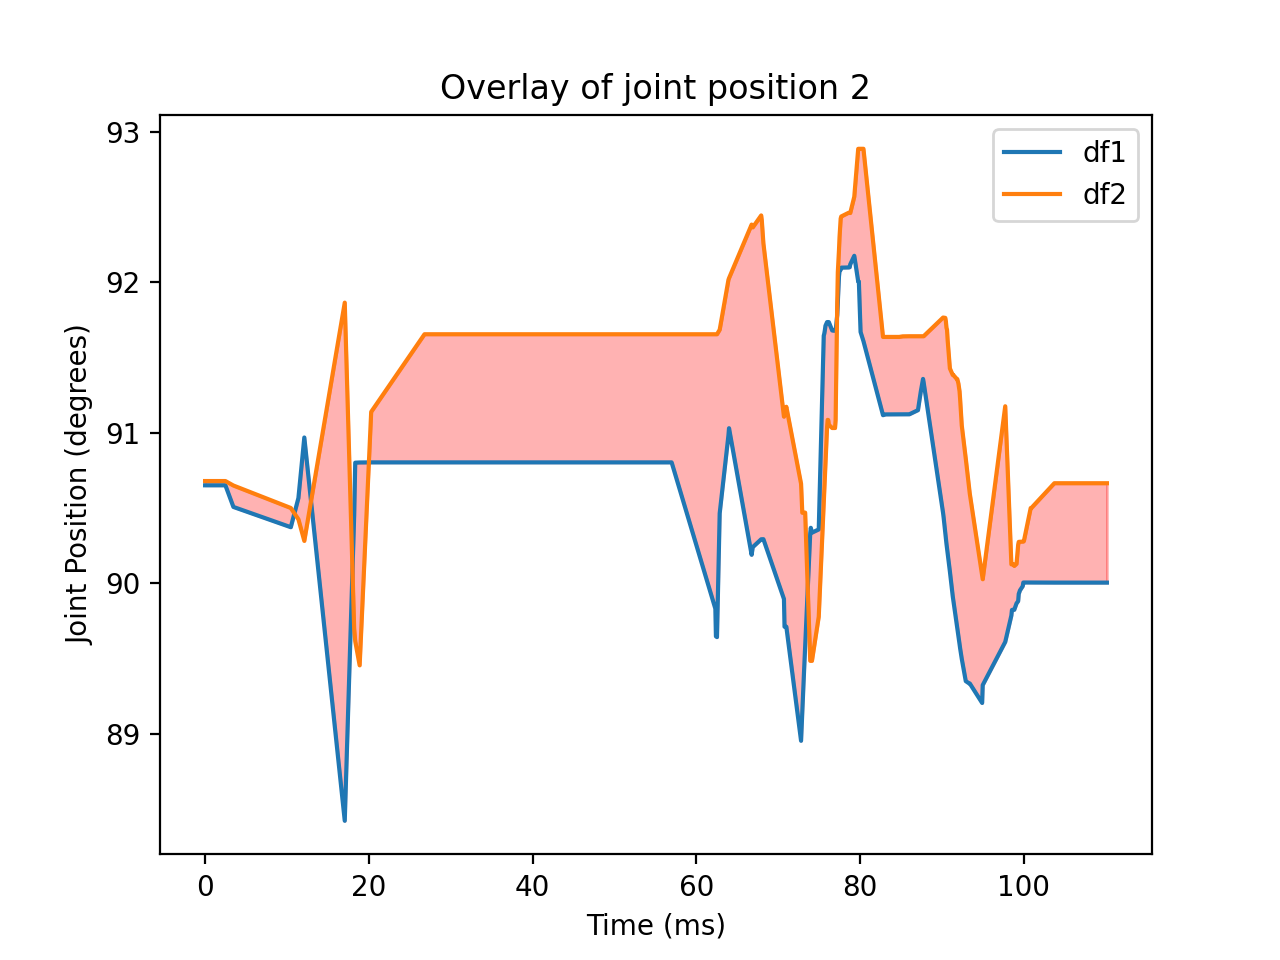 Overlay of joint position 2
df1
df2
93
92
91
90
89
Joint Position (degrees)
0 20 40 60 80 100
Time (ms)